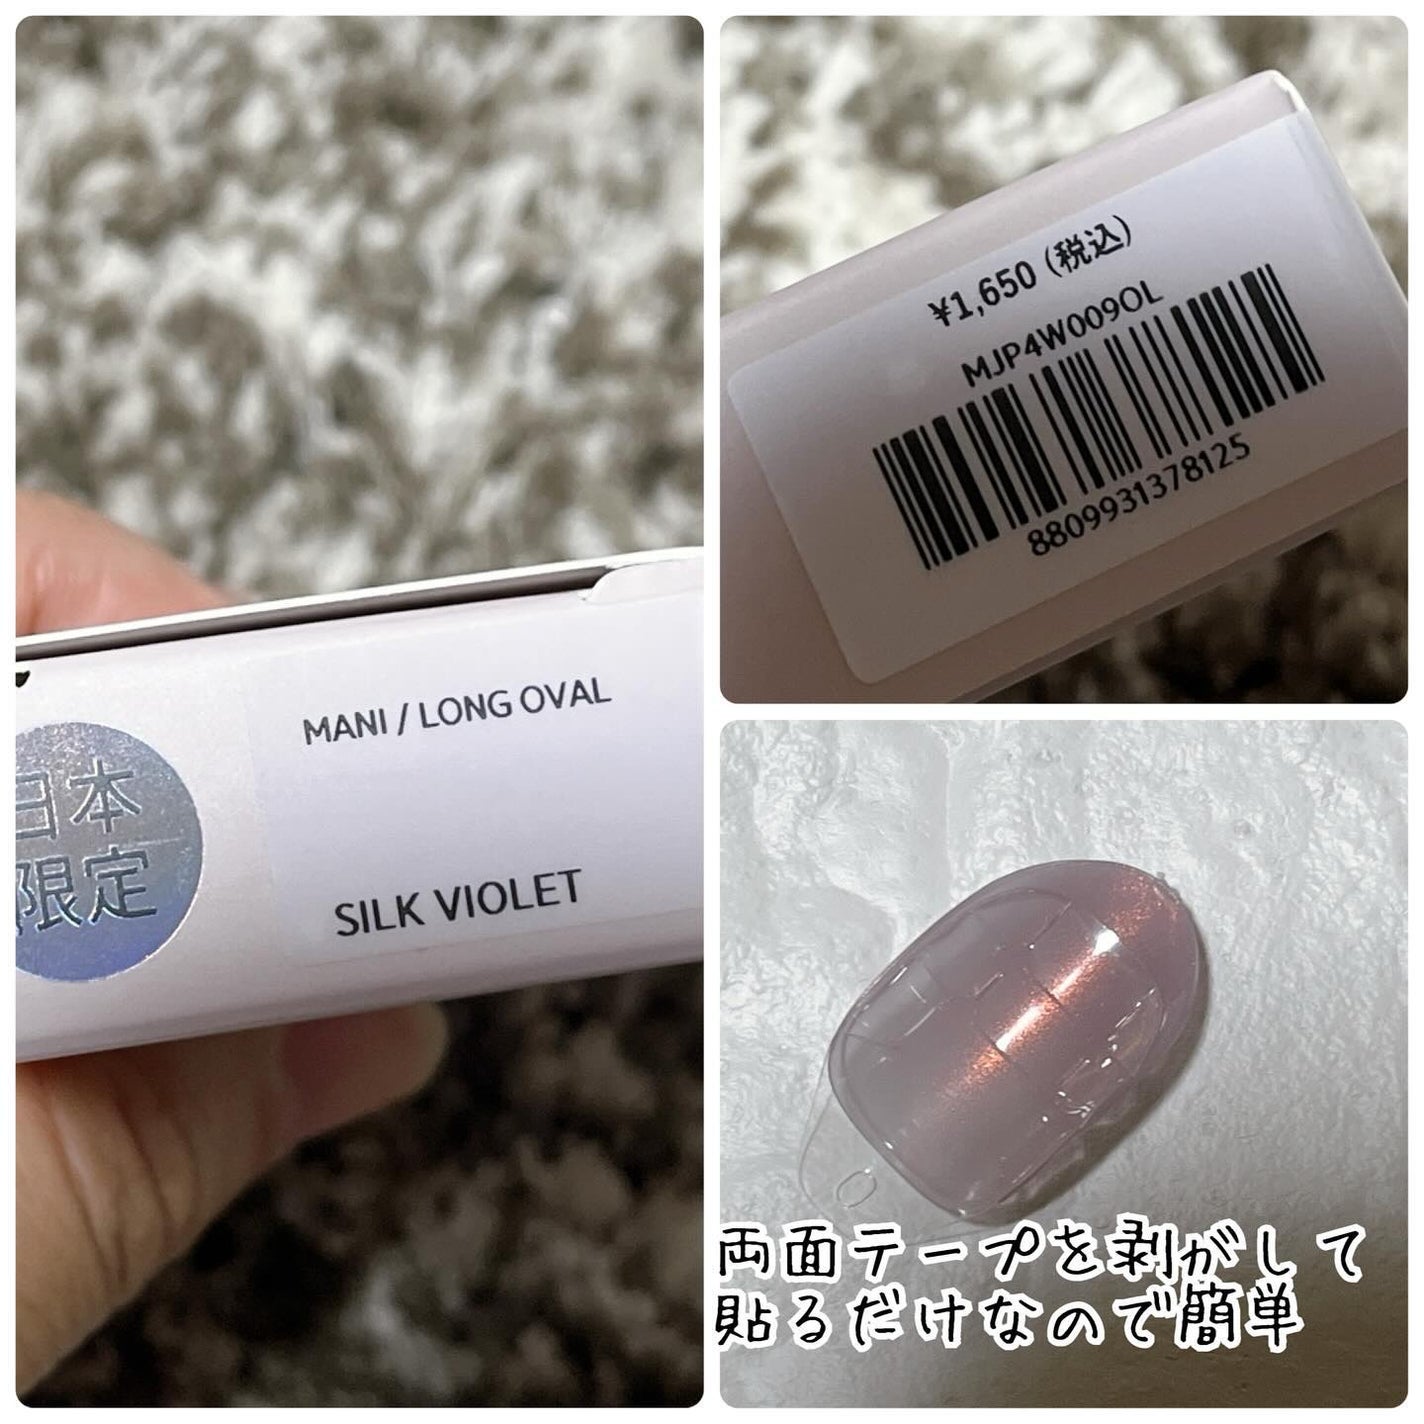 MANI / LONG OVAL
日本
限定
SILK VIOLET
¥1,650 (税込)
MJP4W009OL
8809931378125
両面テープを剥がして
貼るだけなので簡単